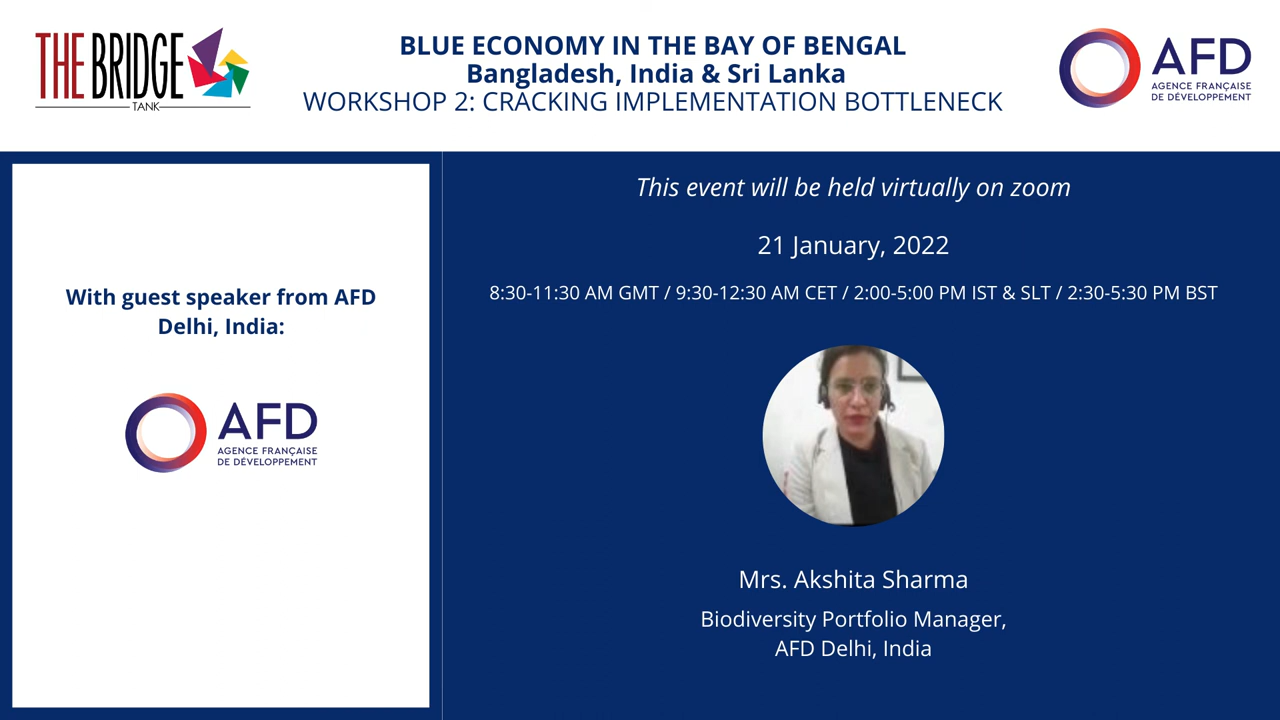 THE BRIDGE
TANK
BLUE ECONOMY IN THE BAY OF BENGAL
Bangladesh, India & Sri Lanka
WORKSHOP 2: CRACKING IMPLEMENTATION BOTTLENECK
AFD
AGENCE FRANÇAISE
DE DÉVELOPPEMENT
With guest speaker from AFD
Delhi, India:
AFD
AGENCE FRANÇAISE
DE DÉVELOPPEMENT
This event will be held virtually on zoom
21 January, 2022
8:30-11:30 AM GMT / 9:30-12:30 AM CET / 2:00-5:00 PM IST & SLT / 2:30-5:30 PM BST
Mrs. Akshita Sharma
Biodiversity Portfolio Manager,
AFD Delhi, India